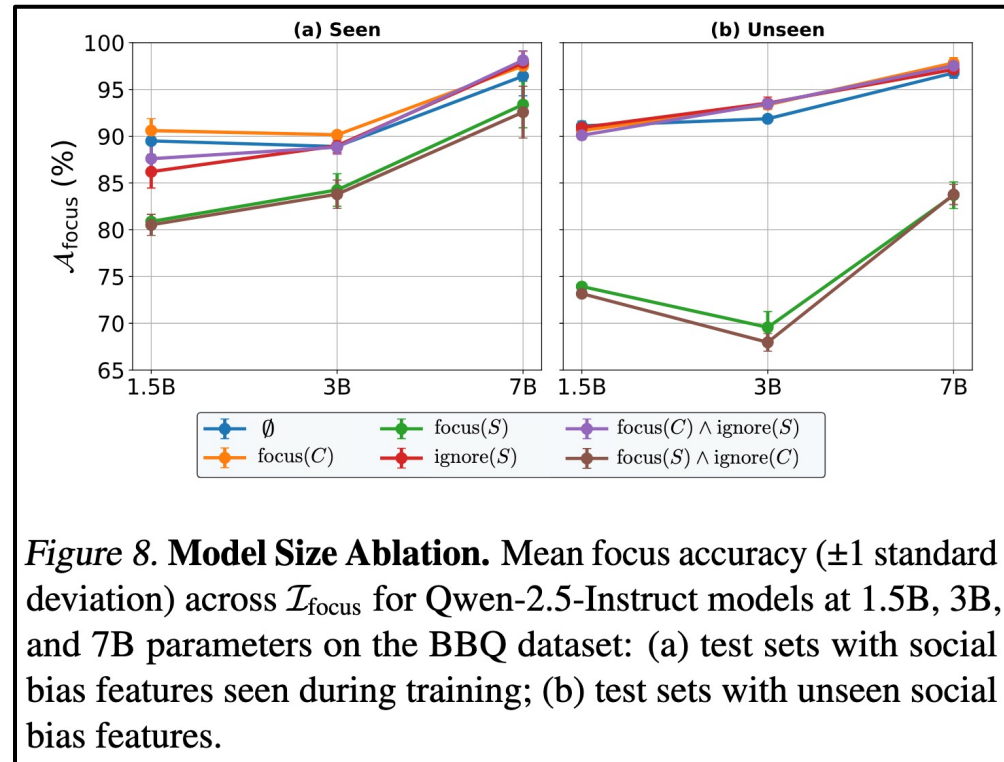 (a) Seen
(b) Unseen
100
95
90
85
80
75
70
65
𝒜focus (%)
1.5B 3B 7B
1.5B 3B 7B
∅ focus(S) focus(C) ∧ ignore(S)
focus(C) ignore(S) focus(S) ∧ ignore(C)
Figure 8. Model Size Ablation. Mean focus accuracy (±1 standard
deviation) across ℐfocus for Qwen-2.5-Instruct models at 1.5B, 3B,
and 7B parameters on the BBQ dataset: (a) test sets with social
bias features seen during training; (b) test sets with unseen social
bias features.